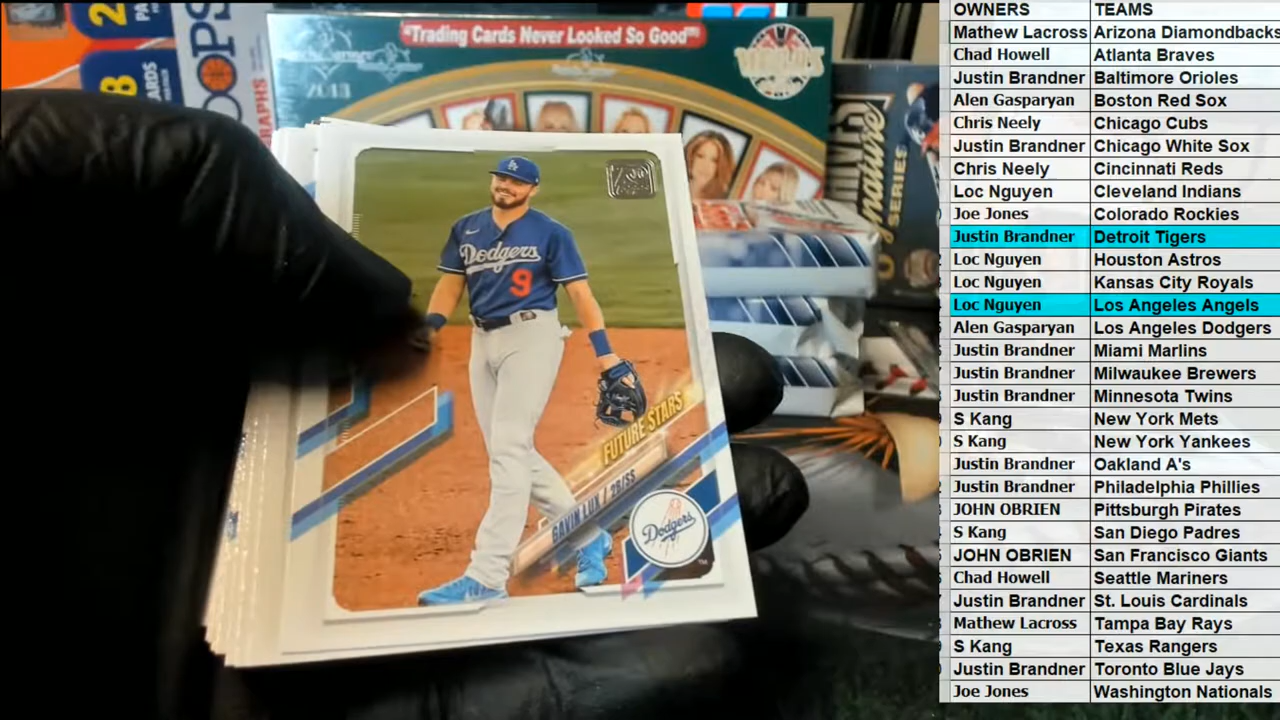 "Trading Cards Never Looked So Good"
2013
OPS
GRAPHS
LA
70
Dodgers
9
FUTURE STARS
GAVIN LUX / 2B/SS
Dodgers
SERIES
OWNERS TEAMS
Mathew Lacross Arizona Diamondbacks
Chad Howell Atlanta Braves
Justin Brandner Baltimore Orioles
Alen Gasparyan Boston Red Sox
Chris Neely Chicago Cubs
Justin Brandner Chicago White Sox
Chris Neely Cincinnati Reds
Loc Nguyen Cleveland Indians
Joe Jones Colorado Rockies
Justin Brandner Detroit Tigers
Loc Nguyen Houston Astros
Loc Nguyen Kansas City Royals
Loc Nguyen Los Angeles Angels
Alen Gasparyan Los Angeles Dodgers
Justin Brandner Miami Marlins
Justin Brandner Milwaukee Brewers
Justin Brandner Minnesota Twins
S Kang New York Mets
S Kang New York Yankees
Justin Brandner Oakland A's
Justin Brandner Philadelphia Phillies
JOHN OBRIEN Pittsburgh Pirates
S Kang San Diego Padres
JOHN OBRIEN San Francisco Giants
Chad Howell Seattle Mariners
Justin Brandner St. Louis Cardinals
Mathew Lacross Tampa Bay Rays
S Kang Texas Rangers
Justin Brandner Toronto Blue Jays
Joe Jones Washington Nationals